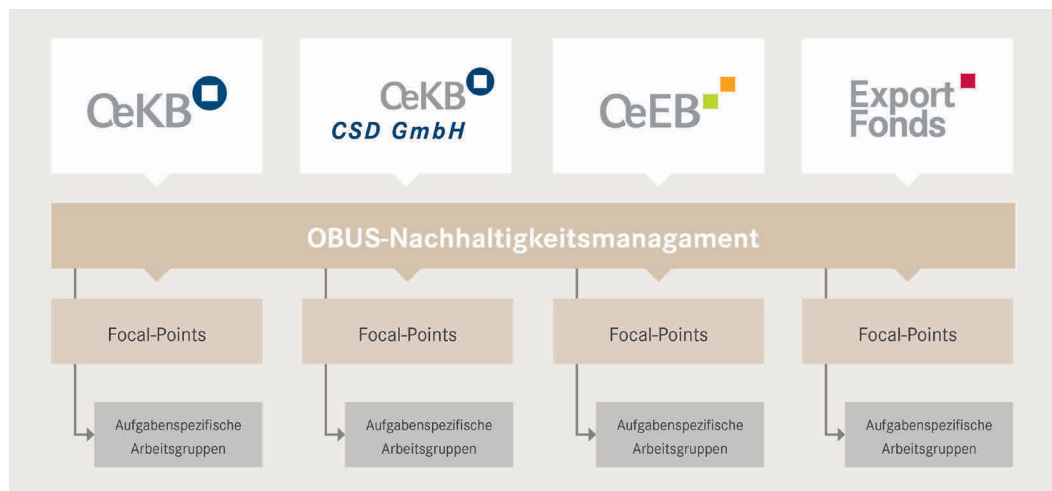 OeKB
OeKB
CSD GmbH
OeEB
Export
Fonds
OBUS-Nachhaltigkeitsmanagament
Focal-Points
Focal-Points
Focal-Points
Focal-Points
Aufgabenspezifische
Arbeitsgruppen
Aufgabenspezifische
Arbeitsgruppen
Aufgabenspezifische
Arbeitsgruppen
Aufgabenspezifische
Arbeitsgruppen